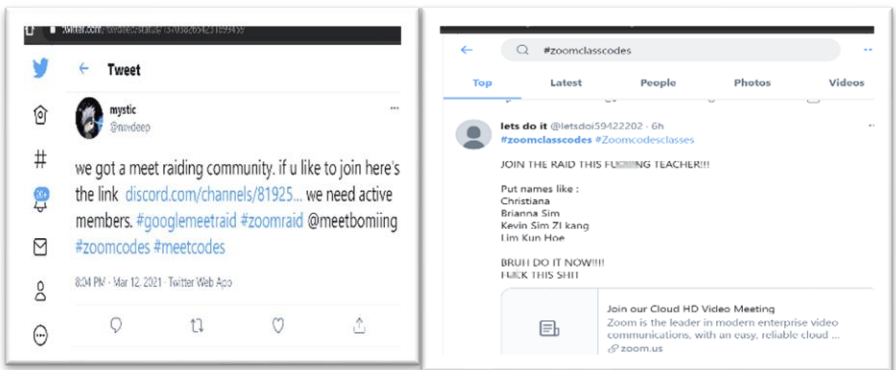 Tweet
mystic
@nxvdeep
we got a meet raiding community. if u like to join here's
the link discord.com/channels/81925... we need active
members. #googlemeetraid #zoomraid @meetbomiing
#zoomcodes #meetcodes
8:04 PM · Mar 12, 2021 · Twitter Web App
#zoomclasscodes
Top Latest People Photos Videos
lets do it @letsdoi59422202 · 6h
#zoomclasscodes #Zoomcodesclasses
JOIN THE RAID THIS TEACHER!!!
Put names like :
Christiana
Brianna Sim
Kevin Sim ZI kang
Lim Kun Hoe
BRUH DO IT NOW!!!!
THIS SHIT
Join our Cloud HD Video Meeting
Zoom is the leader in modern enterprise video
communications, with an easy, reliable cloud ...
zoom.us